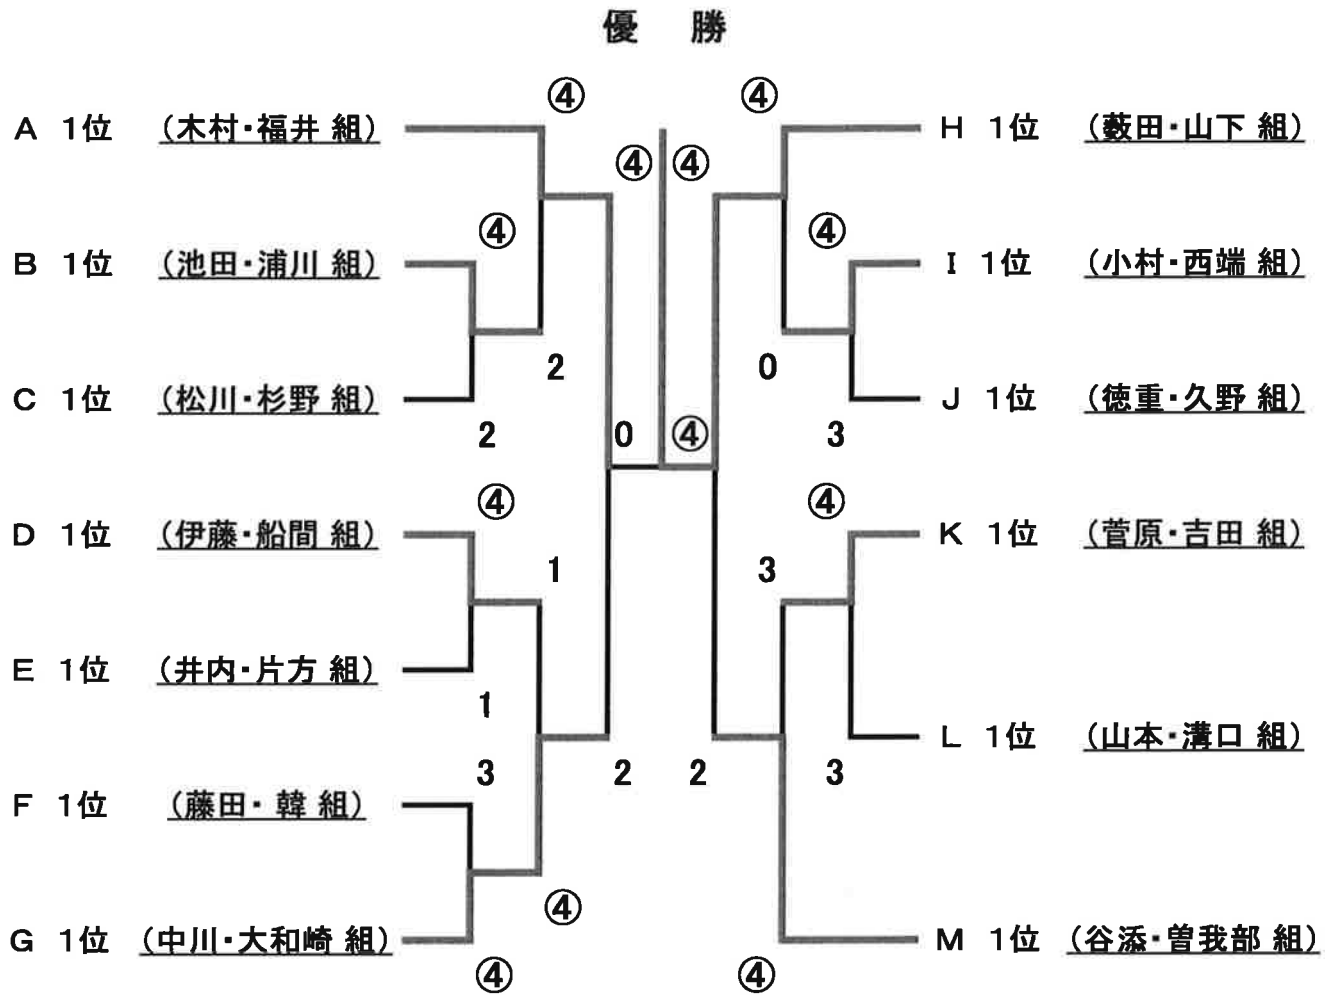 優 勝
④ ④
A 1位 (木村・福井 組) H 1位 (薮田・山下 組)
④ ④
④ ④
B 1位 (池田・浦川 組) I 1位 (小村・西端 組)
2 0
C 1位 (松川・杉野 組) J 1位 (徳重・久野 組)
2 0 ④ 3
④ ④
D 1位 (伊藤・船間 組) K 1位 (菅原・吉田 組)
1 3
E 1位 (井内・片方 組)
1
L 1位 (山本・溝口 組)
3 2 2 3
F 1位 (藤田・ 韓 組)
④
G 1位 (中川・大和崎 組) M 1位 (谷添・曽我部 組)
④ ④